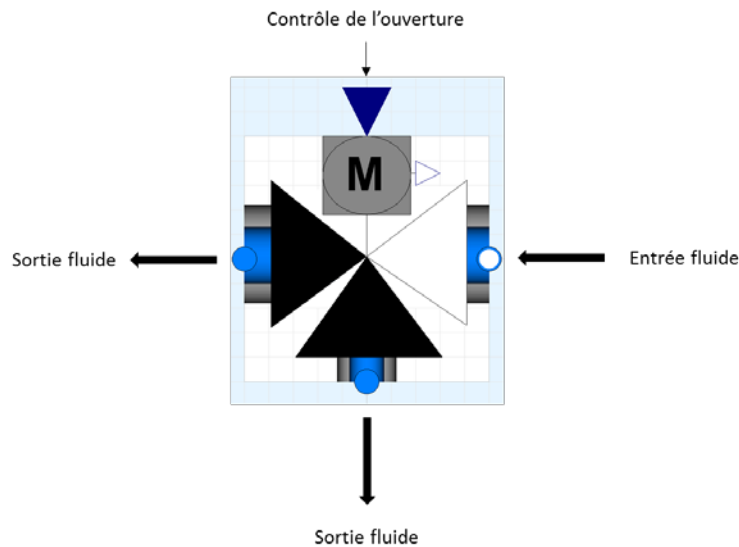 Contrôle de l'ouverture
M
Sortie fluide
Entrée fluide
Sortie fluide